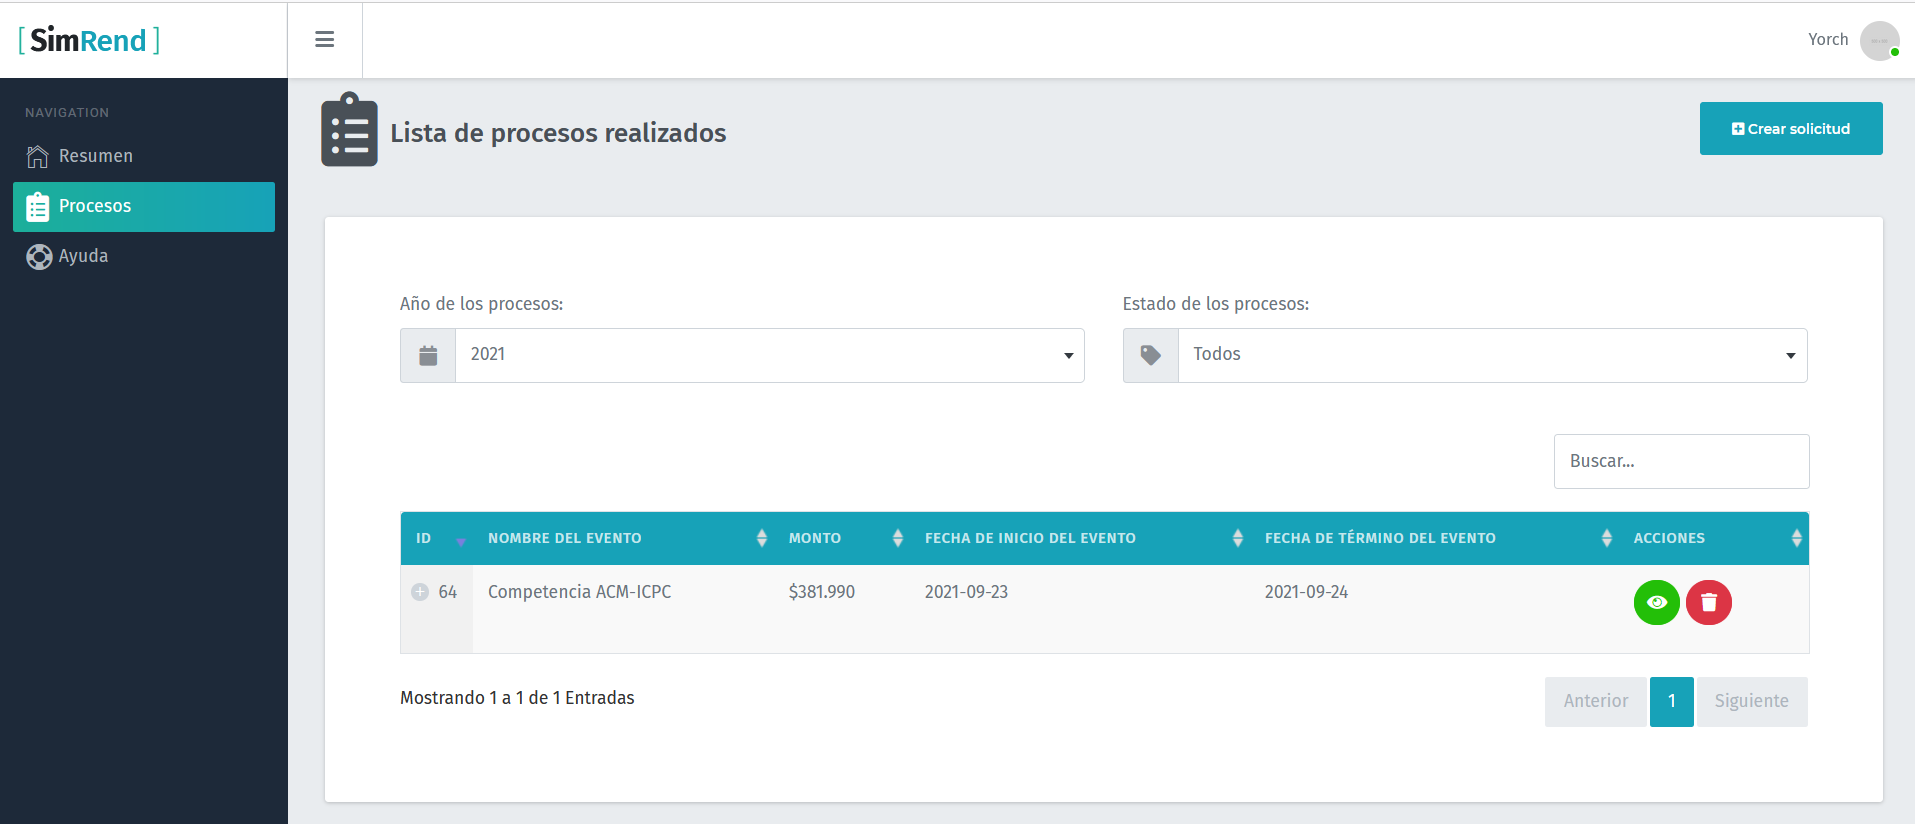 [ SimRend ]
Yorch
NAVIGATION
Resumen
Procesos
Ayuda
Lista de procesos realizados
Crear solicitud
Año de los procesos:
Estado de los procesos:
2021
Todos
Buscar...
ID NOMBRE DEL EVENTO MONTO FECHA DE INICIO DEL EVENTO FECHA DE TÉRMINO DEL EVENTO ACCIONES
64 Competencia ACM-ICPC $381.990 2021-09-23 2021-09-24
Mostrando 1 a 1 de 1 Entradas
Anterior 1 Siguiente